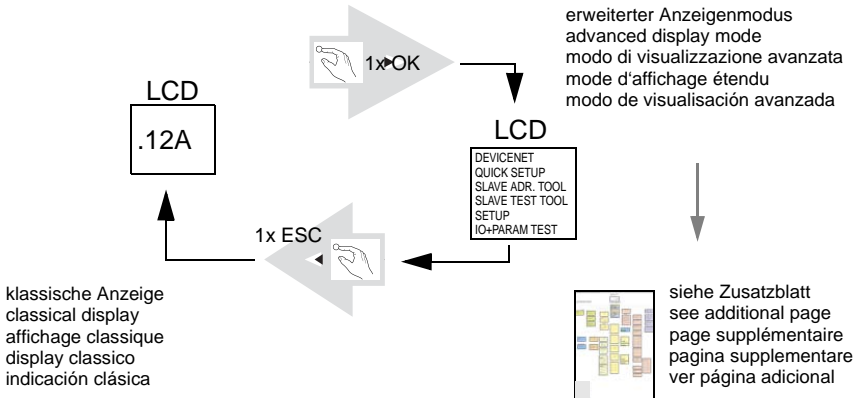 erweiterter Anzeigenmodus
advanced display mode
modo di visualizzazione avanzata
mode d‘affichage étendu
modo de visualisación avanzada
1x OK
LCD
.12A
LCD
DEVICENET
QUICK SETUP
SLAVE ADR. TOOL
SLAVE TEST TOOL
SETUP
IO+PARAM TEST
1x ESC
klassische Anzeige
classical display
affichage classique
display classico
indicación clásica
siehe Zusatzblatt
see additional page
page supplémentaire
pagina supplementare
ver página adicional